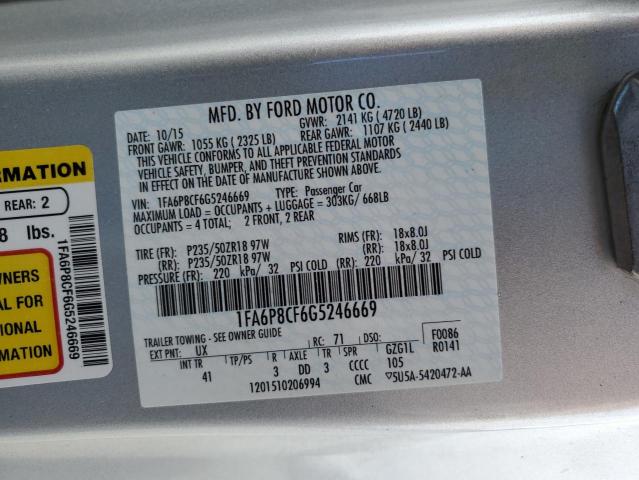 MFD. BY FORD MOTOR CO.
10/15 GVWR: 2141 KG ( 4720 LB)
FRONT GAWR: 1055 KG ( 2325 LB) REAR GAWR: 1107 KG ( 2440 LB)
THIS VEHICLE CONFORMS TO ALL APPLICABLE FEDERAL MOTOR
VEHICLE SAFETY, BUMPER, AND THEFT PREVENTION STANDARDS
IN EFFECT ON THE DATE OF MANUFACTURE SHOWN ABOVE.
VIN: 1FA6P8CF6G5246669 TYPE: Passenger Car
MAXIMUM LOAD = OCCUPANTS + LUGGAGE = 303KG/ 668LB
OCCUPANTS = 4 TOTAL; 2 FRONT, 2 REAR
TIRE (FR): P235/50ZR18 97W RIMS (FR): 18x8.0J
(RR): P235/50ZR18 97W (RR): 18x8.0J
PRESSURE (FR): 220 kPa/ 32 PSI COLD (RR): 220 kPa/ 32 PSI COLD
1FA6P8CF6G5246669
TRAILER TOWING - SEE OWNER GUIDE
EXT PNT: UX RC: 71 DSO: F0086
INT TR TP/PS R AXLE TR SPR GZG1L R0141
41 3 DD 3 CCCC 105
1201510206994 CMC 5U5A-5420472-AA
RMATION
REAR: 2
8 lbs.
WNERS
AL FOR
TIONAL
MATION
1FA6P8CF6G5246669